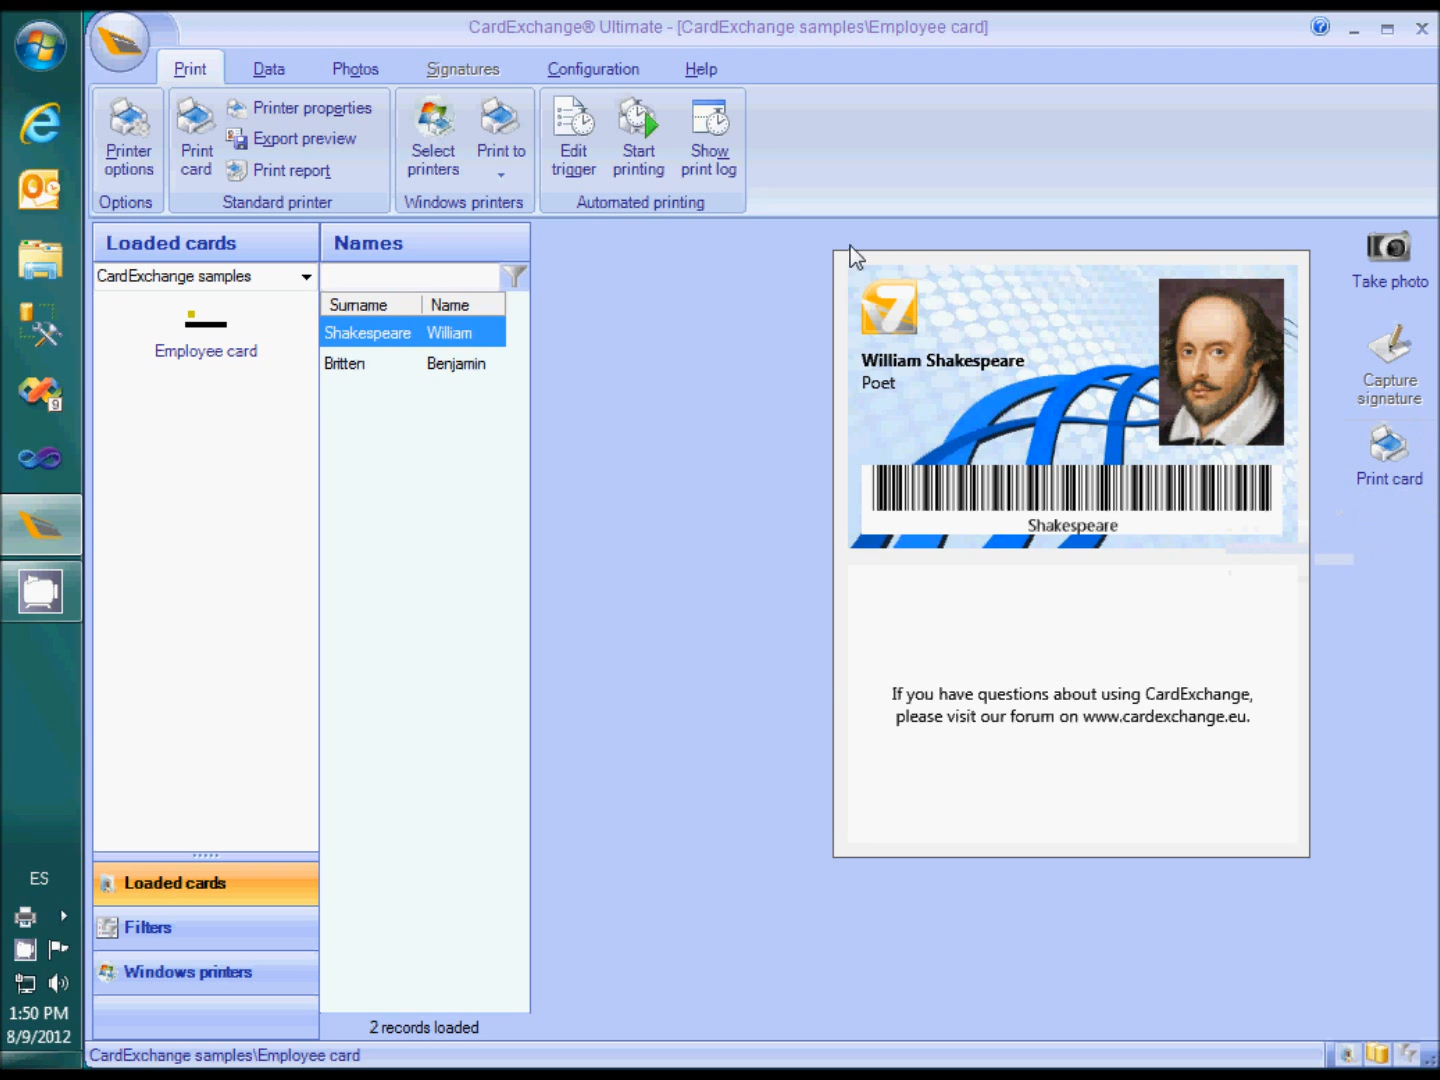 CardExchange® Ultimate - [CardExchange samples\Employee card]
Print
Data
Photos
Signatures
Configuration
Help
Printer options
Print card
Printer properties
Export preview
Print report
Select printers
Print to
Edit trigger
Start printing
Show print log
Options
Standard printer
Windows printers
Automated printing
Loaded cards
Names
CardExchange samples
Surname
Name
Shakespeare
William
Britten
Benjamin
Employee card
William Shakespeare
Poet
Shakespeare
If you have questions about using CardExchange,
please visit our forum on www.cardexchange.eu.
Take photo
Capture
signature
Print card
Loaded cards
Filters
Windows printers
2 records loaded
CardExchange samples\Employee card
9
ES
1:50 PM
8/9/2012